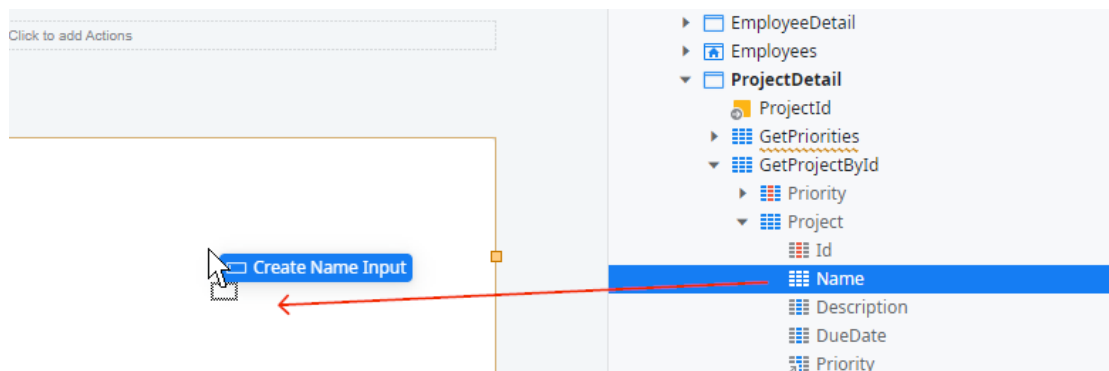 Click to add Actions
Create Name Input
EmployeeDetail
Employees
ProjectDetail
ProjectId
GetPriorities
GetProjectById
Priority
Project
Id
Name
Description
DueDate
Priority